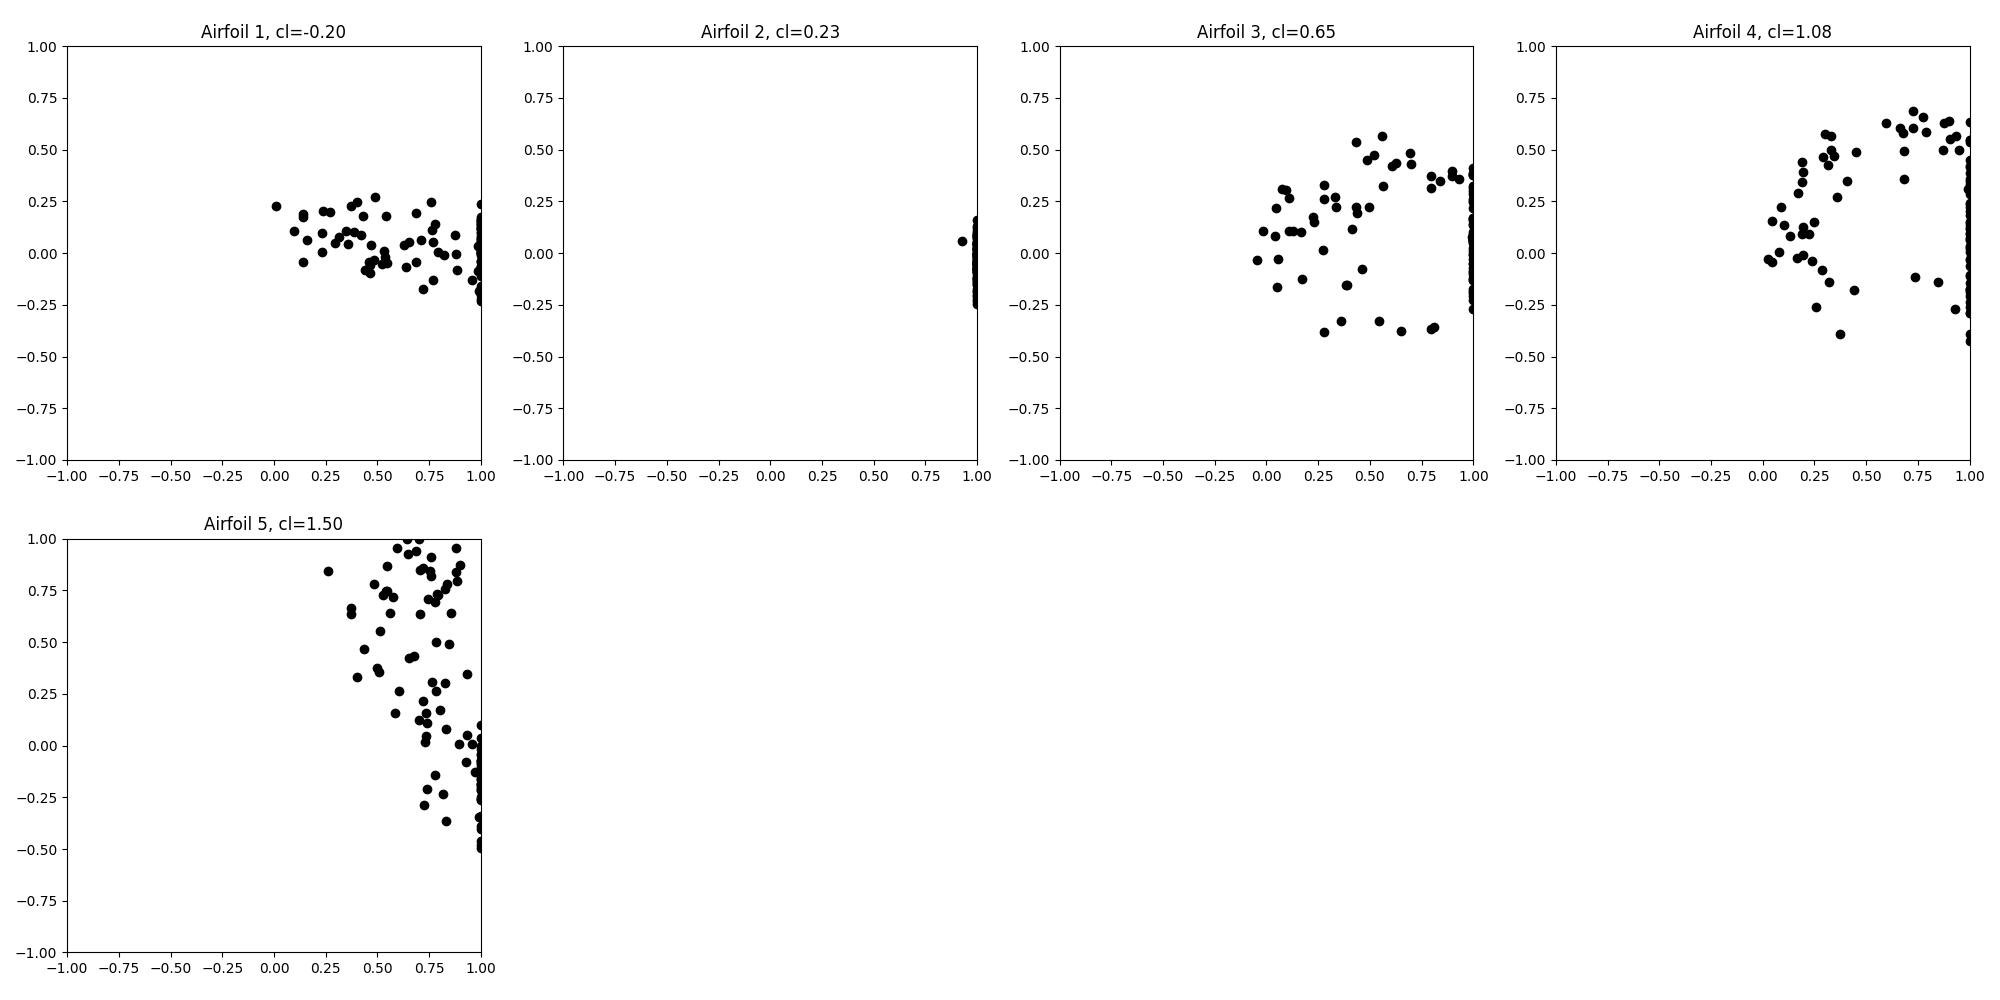 Airfoil 1, cl=-0.20
Airfoil 2, cl=0.23
Airfoil 3, cl=0.65
Airfoil 4, cl=1.08
1.00 1.00 1.00 1.00
0.75 0.75 0.75 0.75
0.50 0.50 0.50 0.50
0.25 0.25 0.25 0.25
0.00 0.00 0.00 0.00
−0.25 −0.25 −0.25 −0.25
−0.50 −0.50 −0.50 −0.50
−0.75 −0.75 −0.75 −0.75
−1.00 −1.00 −1.00 −1.00
−1.00 −0.75 −0.50 −0.25 0.00 0.25 0.50 0.75 1.00
−1.00 −0.75 −0.50 −0.25 0.00 0.25 0.50 0.75 1.00
−1.00 −0.75 −0.50 −0.25 0.00 0.25 0.50 0.75 1.00
−1.00 −0.75 −0.50 −0.25 0.00 0.25 0.50 0.75 1.00
Airfoil 5, cl=1.50
1.00
0.75
0.50
0.25
0.00
−0.25
−0.50
−0.75
−1.00
−1.00 −0.75 −0.50 −0.25 0.00 0.25 0.50 0.75 1.00